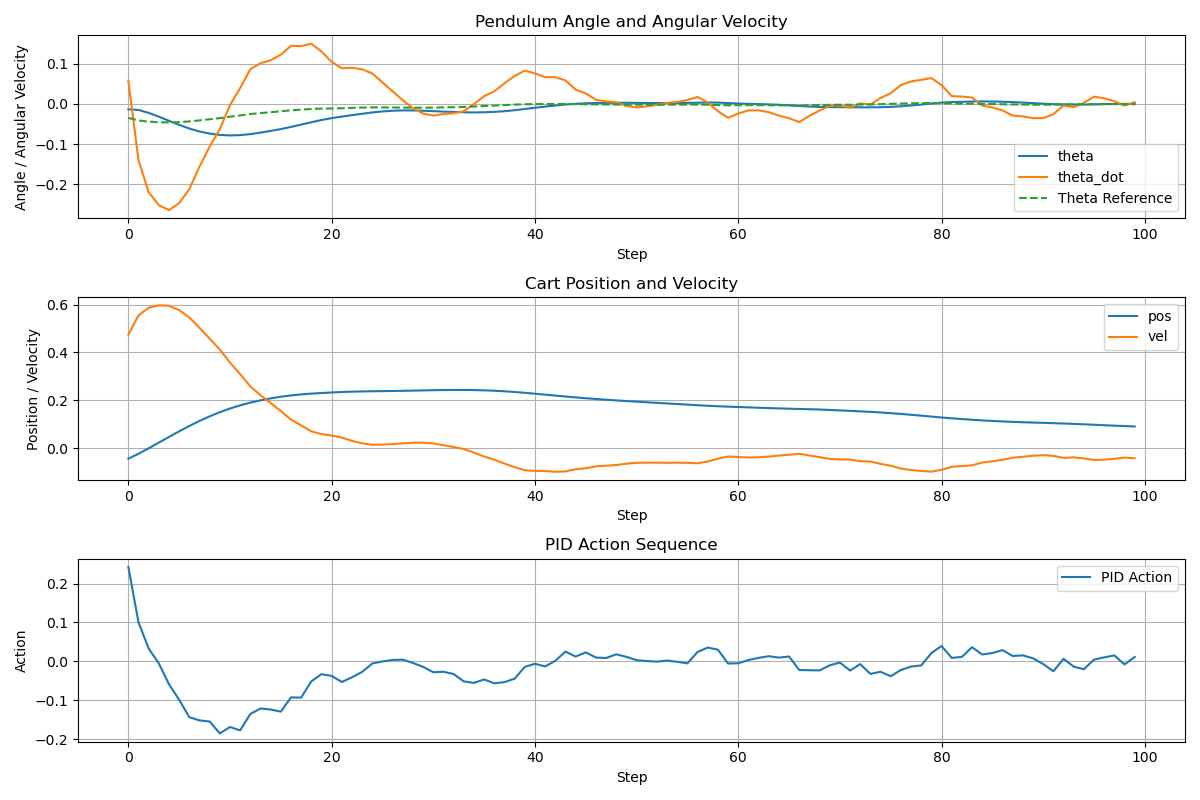 Pendulum Angle and Angular Velocity
Angle / Angular Velocity
0.1
0.0
−0.1
−0.2
theta
theta_dot
Theta Reference
0 20 40 60 80 100
Step
Cart Position and Velocity
Position / Velocity
0.6
0.4
0.2
0.0
pos
vel
0 20 40 60 80 100
Step
PID Action Sequence
Action
0.2
0.1
0.0
−0.1
−0.2
PID Action
0 20 40 60 80 100
Step